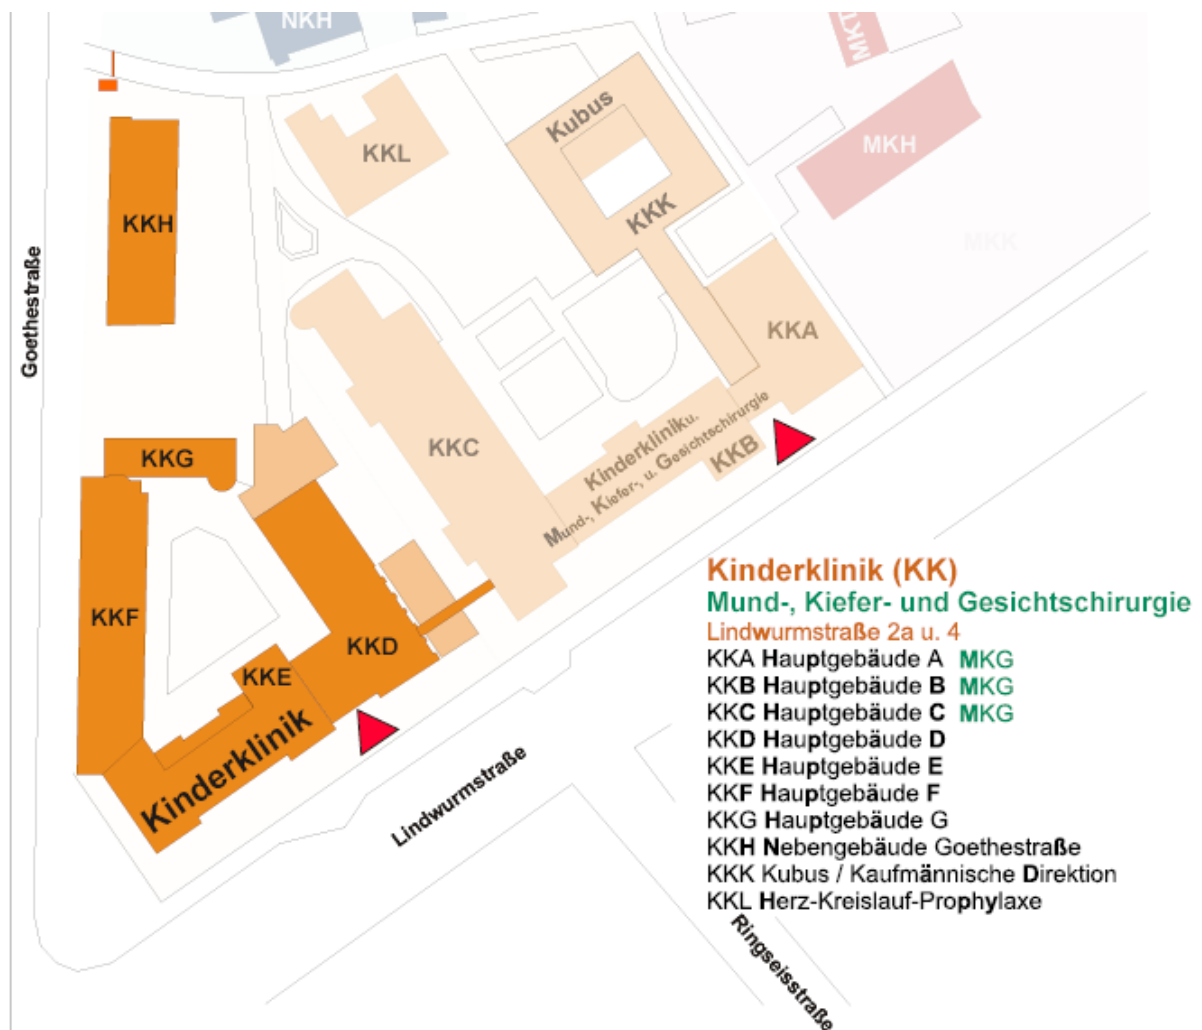 NKH
MKT
Kubus
KKL
MKH
KKH
KKK
MKK
Goethestraße
KKA
Kinderklinik u.
Mund-, Kiefer-, u. Gesichtschirurgie
KKB
KKC
KKG
KKF
KKD
KKE
Kinderklinik
Lindwurmstraße
Kinderklinik (KK)
Mund-, Kiefer- und Gesichtschirurgie
Lindwurmstraße 2a u. 4
KKA Hauptgebäude A MKG
KKB Hauptgebäude B MKG
KKC Hauptgebäude C MKG
KKD Hauptgebäude D
KKE Hauptgebäude E
KKF Hauptgebäude F
KKG Hauptgebäude G
KKH Nebengebäude Goethestraße
KKK Kubus / Kaufmännische Direktion
KKL Herz-Kreislauf-Prophylaxe
Ringseisstraße